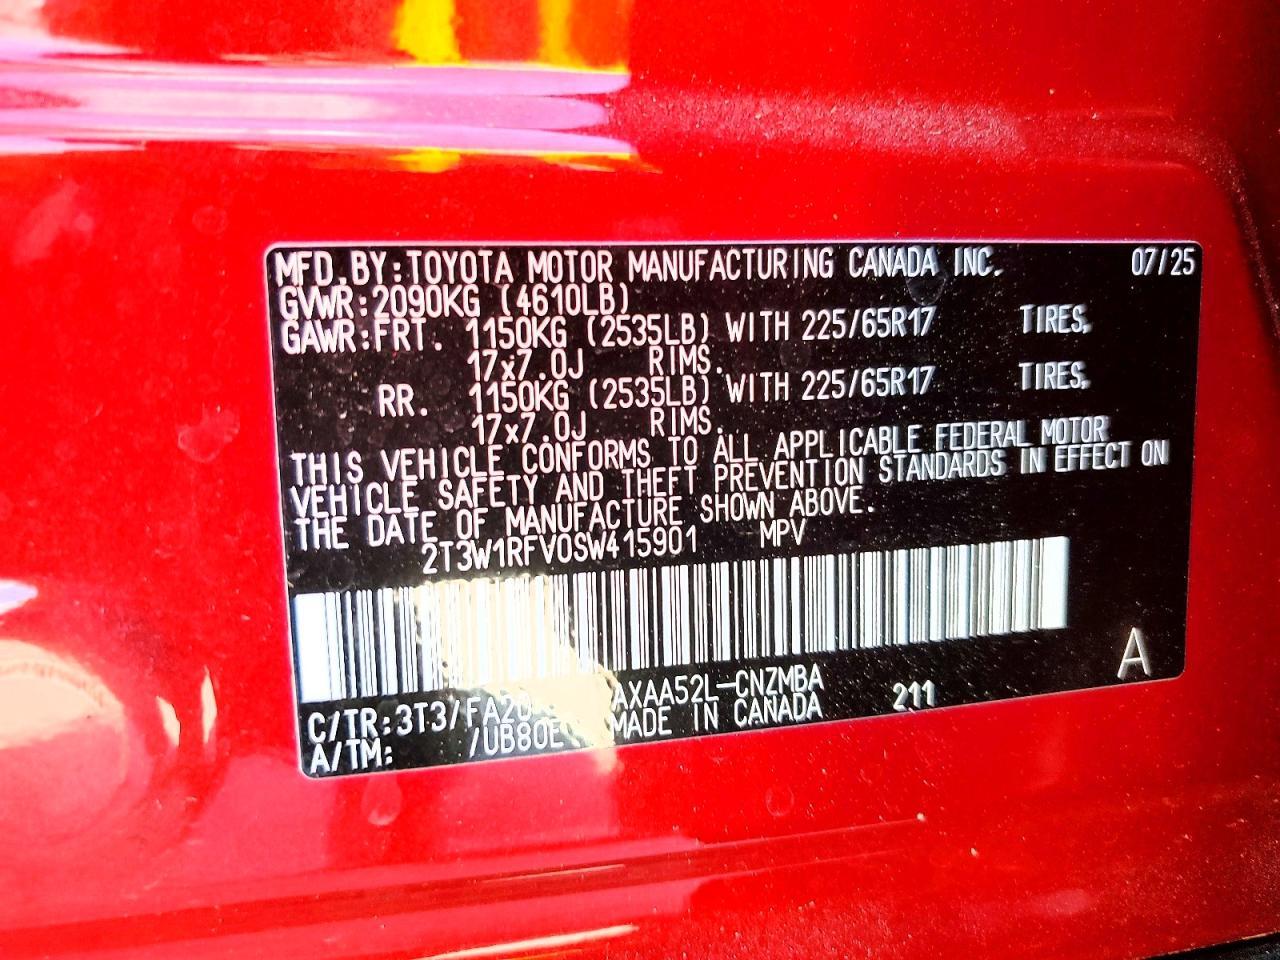 MFD.BY:TOYOTA MOTOR MANUFACTURING CANADA INC. 07/25
GVWR:2090KG (4610LB)
GAWR:FRT. 1150KG (2535LB) WITH 225/65R17 TIRES,
17x7.0J RIMS.
RR. 1150KG (2535LB) WITH 225/65R17 TIRES,
17x7.0J RIMS.
THIS VEHICLE CONFORMS TO ALL APPLICABLE FEDERAL MOTOR
VEHICLE SAFETY AND THEFT PREVENTION STANDARDS IN EFFECT ON
THE DATE OF MANUFACTURE SHOWN ABOVE.
2T3W1RFV0SW415901 MPV
A
C/TR:3T3/ AXAA52L-CNZMBA
A/TM: MADE IN CANADA 211